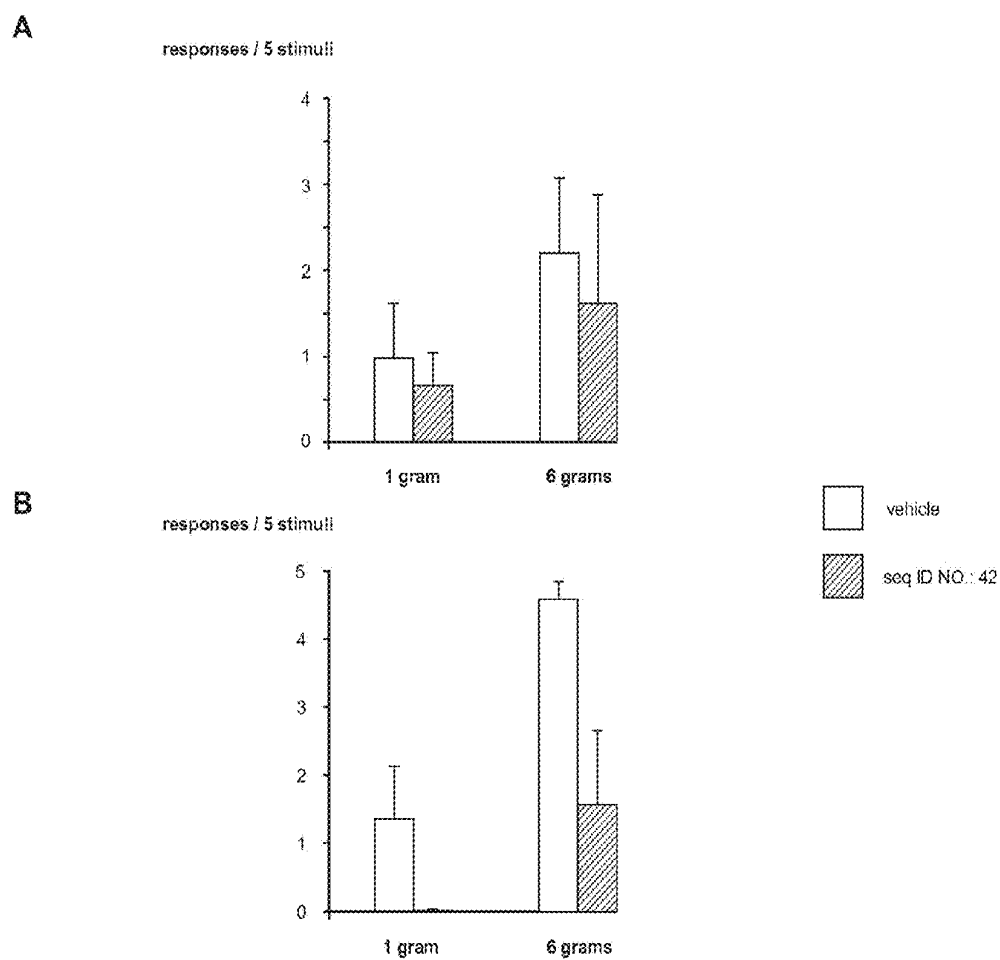 A
responses / 5 stimuli
4
3
2
1
0
1 gram
6 grams
B
responses / 5 stimuli
vehicle
seq ID NO.: 42
5
4
3
2
1
0
1 gram
6 grams